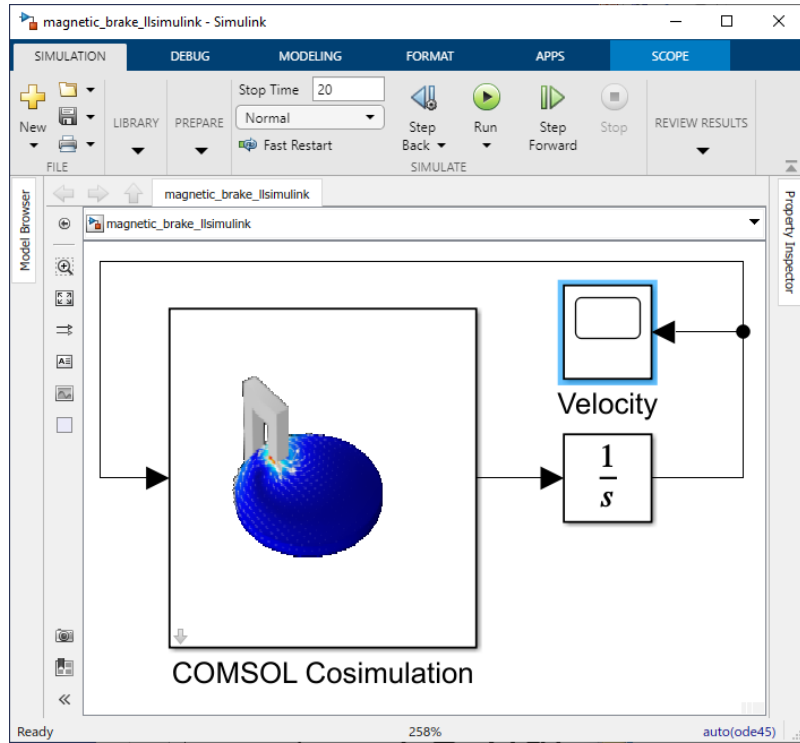 magnetic_brake_llsimulink - Simulink
SIMULATION DEBUG MODELING FORMAT APPS SCOPE
New
FILE
LIBRARY
PREPARE
Stop Time 20
Normal
Fast Restart
Step Back
Run
Step Forward
Stop
SIMULATE
REVIEW RESULTS
Model Browser
magnetic_brake_llsimulink
magnetic_brake_llsimulink
Property Inspector
Velocity
1
s
COMSOL Cosimulation
Ready 258% auto(ode45)